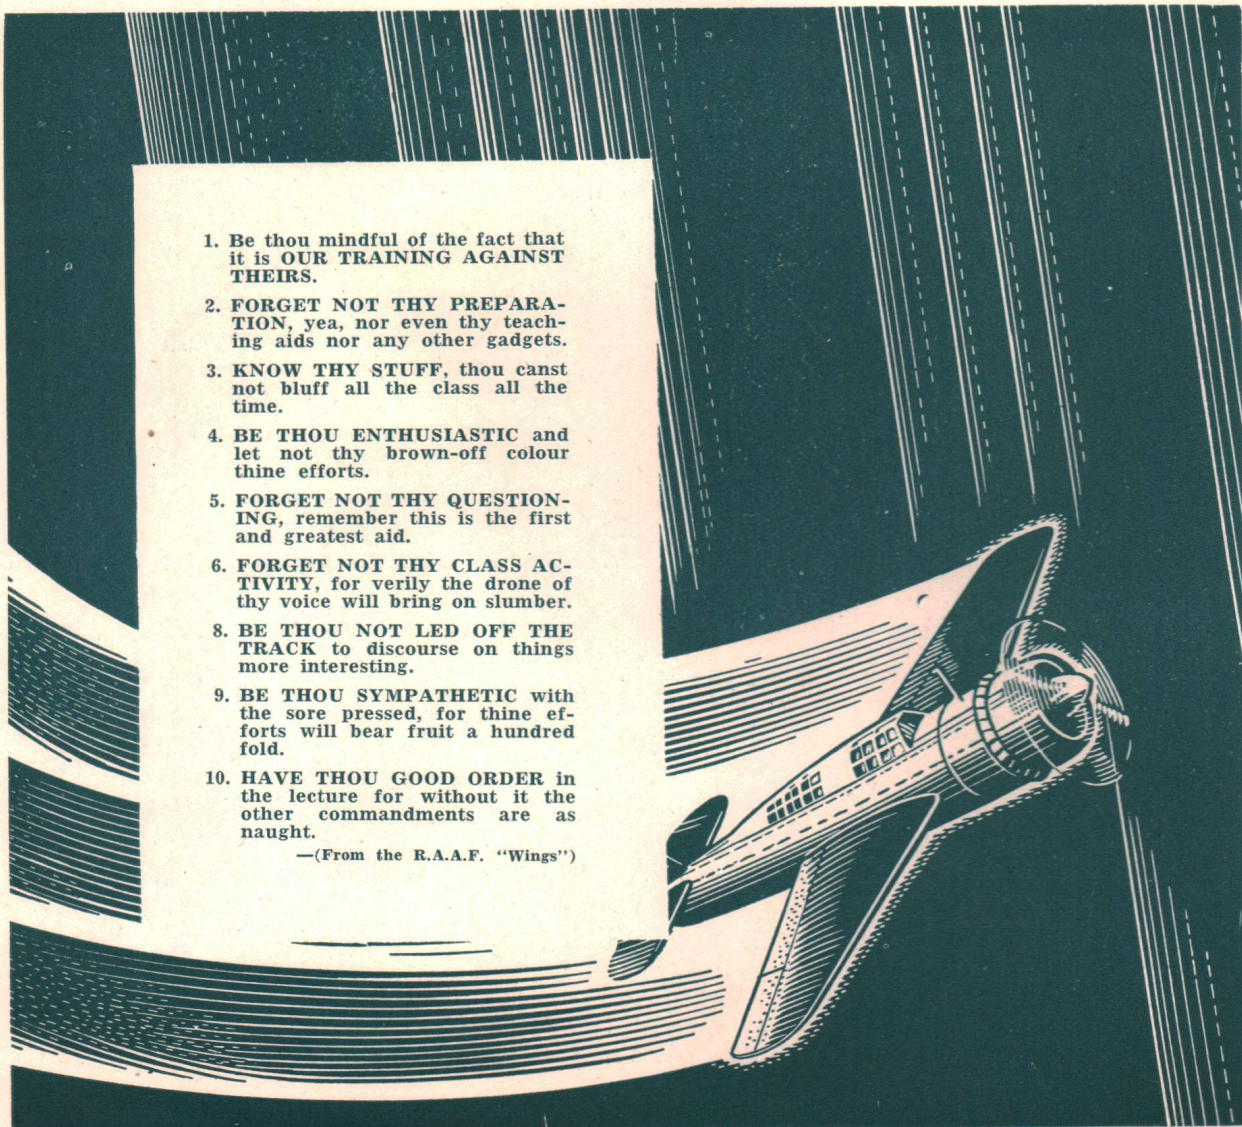 1. Be thou mindful of the fact that
it is OUR TRAINING AGAINST
THEIRS.
2. FORGET NOT THY PREPARA-
TION, yea, nor even thy teach-
ing aids nor any other gadgets.
3. KNOW THY STUFF, thou canst
not bluff all the class all the
time.
4. BE THOU ENTHUSIASTIC and
let not thy brown-off colour
thine efforts.
5. FORGET NOT THY QUESTION-
ING, remember this is the first
and greatest aid.
6. FORGET NOT THY CLASS AC-
TIVITY, for verily the drone of
thy voice will bring on slumber.
8. BE THOU NOT LED OFF THE
TRACK to discourse on things
more interesting.
9. BE THOU SYMPATHETIC with
the sore pressed, for thine ef-
forts will bear fruit a hundred
fold.
10. HAVE THOU GOOD ORDER in
the lecture for without it the
other commandments are as
naught.
—(From the R.A.A.F. “Wings”)